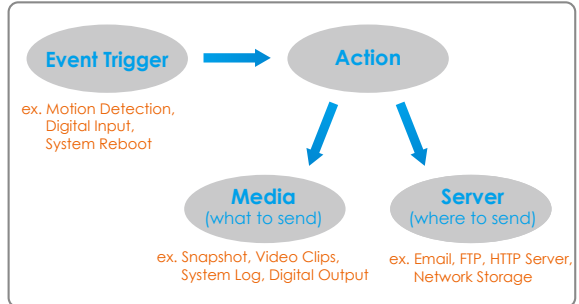 Event Trigger
Action
ex. Motion Detection,
Digital Input,
System Reboot
Media
(what to send)
Server
(where to send)
ex. Snapshot, Video Clips,
System Log, Digital Output
ex. Email, FTP, HTTP Server,
Network Storage